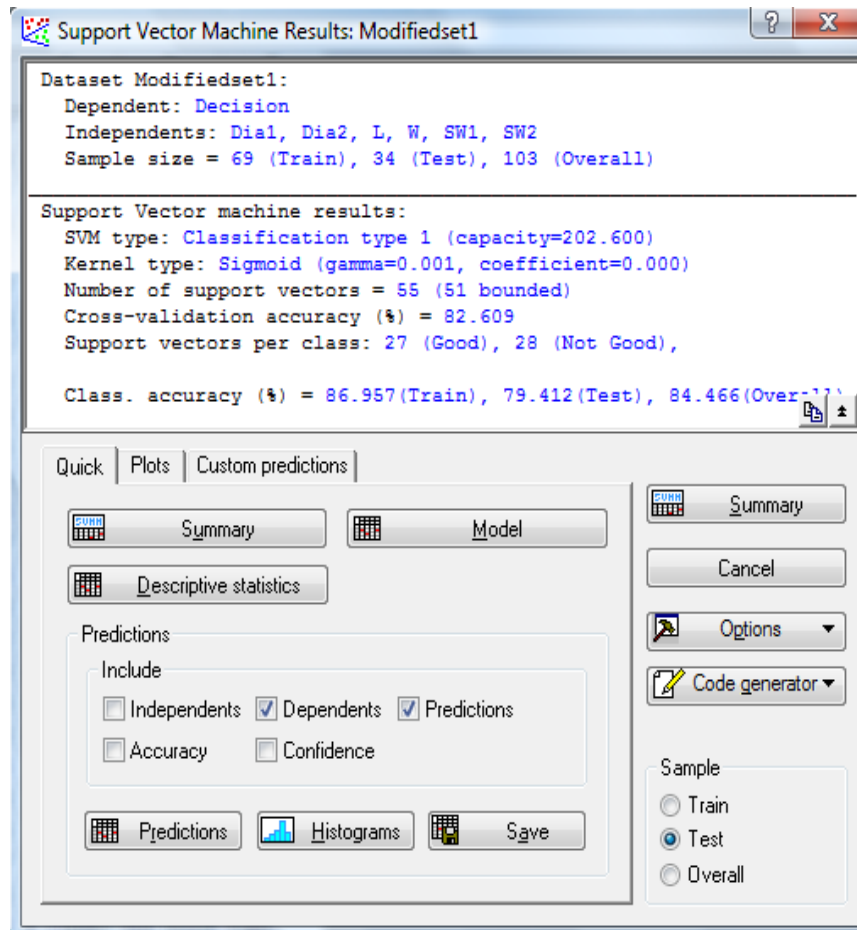 Support Vector Machine Results: Modifiedset1
? X
Dataset Modifiedset1:
Dependent: Decision
Independents: Dia1, Dia2, L, W, SW1, SW2
Sample size = 69 (Train), 34 (Test), 103 (Overall)
Support Vector machine results:
SVM type: Classification type 1 (capacity=202.600)
Kernel type: Sigmoid (gamma=0.001, coefficient=0.000)
Number of support vectors = 55 (51 bounded)
Cross-validation accuracy (%) = 82.609
Support vectors per class: 27 (Good), 28 (Not Good),
Class. accuracy (%) = 86.957(Train), 79.412(Test), 84.466(Overall)
Quick Plots Custom predictions
Summary Model
Descriptive statistics
Predictions
Include
Independents Dependents Predictions
Accuracy Confidence
Predictions Histograms Save
Summary
Cancel
Options
Code generator
Sample
Train
Test
Overall